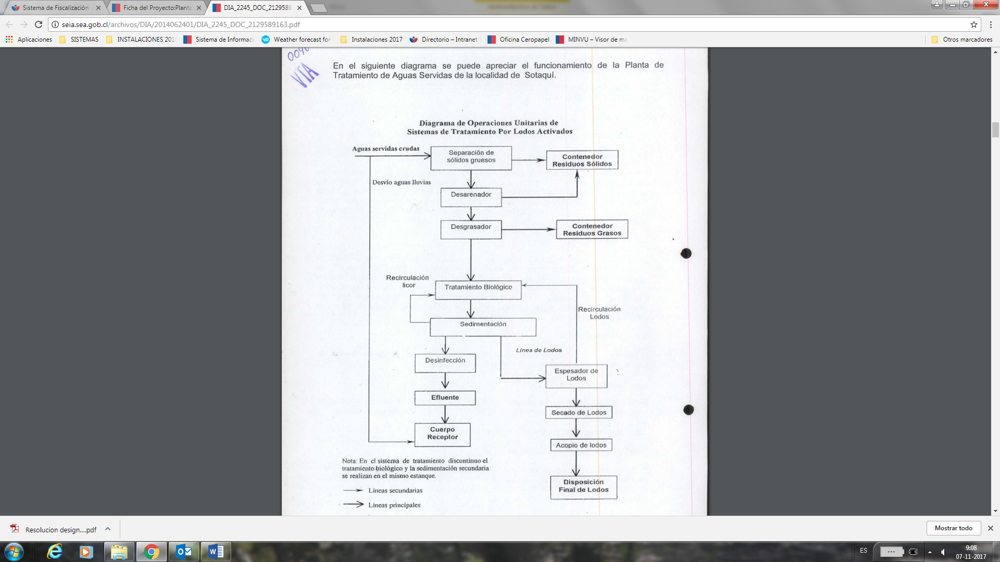 Sistema de Fiscalización
Ficha del Proyecto:Planta
DIA_2245_DOC_2129589
seia.sea.gob.cl/archivos/DIA/2014062401/DIA_2245_DOC_2129589163.pdf
Aplicaciones
SISTEMAS
INSTALACIONES 201
Sistema de Informaci
Weather forecast for
Instalaciones 2017
Directorio – Intranet
Oficina Ceropapel
MINVU – Visor de ma
Otros marcadores
VTA
En el siguiente diagrama se puede apreciar el funcionamiento de la Planta de
Tratamiento de Aguas Servidas de la localidad de Sotaquí.
Diagrama de Operaciones Unitarias de
Sistemas de Tratamiento Por Lodos Activados
Aguas servidas crudas
Separación de
sólidos gruesos
Contenedor
Residuos Sólidos
Desvío aguas lluvias
Desarenador
Desgrasador
Contenedor
Residuos Grasos
Recirculación
licor
Tratamiento Biológico
Recirculación
Lodos
Sedimentación
Línea de Lodos
Desinfección
Espesador de
Lodos
Efluente
Secado de Lodos
Cuerpo
Receptor
Acopio de lodos
Nota: En el sistema de tratamiento discontinuo el
tratamiento biológico y la sedimentación secundaria
se realizan en el mismo estanque.
Disposición
Final de Lodos
Líneas secundarias
Líneas principales
Resolucion design....pdf
Mostrar todo
ES
9:08
07-11-2017